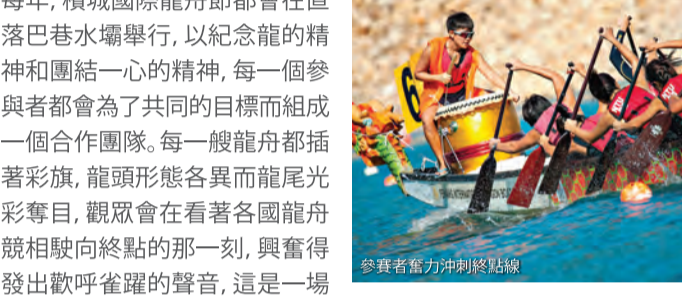 每年, 檳城國際龍舟節都會在直
落巴巷水壩舉行, 以紀念龍的精
神和團結一心的精神, 每一個參
與者都會為了共同的目標而組成
一個合作團隊。每一艘龍舟都插
著彩旗, 龍頭形態各異而龍尾光
彩奪目, 觀眾會在看著各國龍舟
競相駛向終點的那一刻, 興奮得
發出歡呼雀躍的聲音, 這是一場
6
參賽者奮力沖刺終點線